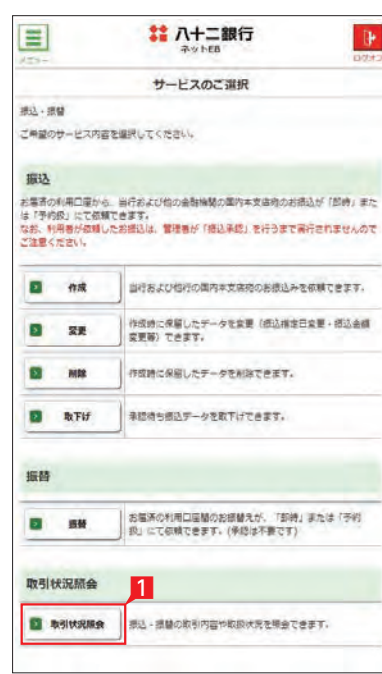 八十二銀行
ネットEB
メニュー
ログオフ
サービスのご選択
振込・振替
ご希望のサービス内容を選択してください。
振込
お届済の利用口座から、当行および他の金融機関の国内本支店宛のお振込が「即時」また
は「予約扱」にて依頼できます。
なお、利用者が依頼したお振込は、管理者が「振込承認」を行うまで実行されませんので
ご注意ください。
作成
当行および他行の国内本支店宛のお振込みを依頼できます。
変更
作成時に保留したデータを変更（振込指定日変更・振込金額
変更等）できます。
削除
作成時に保留したデータを削除できます。
取下げ
承認待ち振込データを取下げできます。
振替
振替
お届済の利用口座間のお振替えが、「即時」または「予約
扱」にて依頼できます。(承認は不要です)
取引状況照会
1
取引状況照会
振込・振替の取引内容や取扱状況を照会できます。